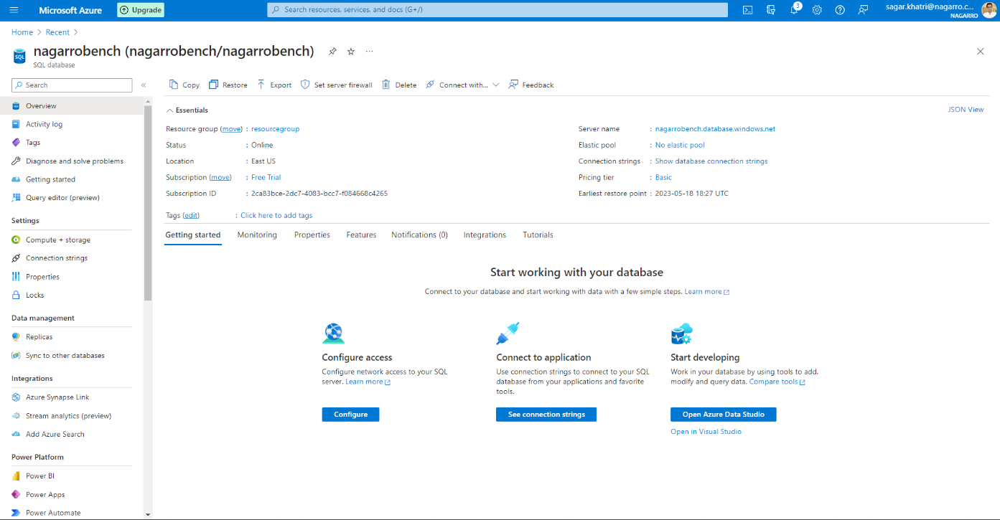 Microsoft Azure
Upgrade
Search resources, services, and docs (G+/)
3
sagar.khatri@nagarro.c...
NAGARRO
Home > Recent >
nagarrobench (nagarrobench/nagarrobench)
SQL
SQL database
Search
Overview
Activity log
Tags
Diagnose and solve problems
Getting started
Query editor (preview)
Settings
Compute + storage
Connection strings
Properties
Locks
Data management
Replicas
Sync to other databases
Integrations
Azure Synapse Link
Stream analytics (preview)
Add Azure Search
Power Platform
Power BI
Power Apps
Power Automate
Copy Restore Export Set server firewall Delete Connect with... Feedback
Essentials
JSON View
Resource group (move) : resourcegroup
Status : Online
Location : East US
Subscription (move) : Free Trial
Subscription ID : 2ca83bce-2dc7-4083-bcc7-f084668c4265
Server name : nagarrobench.database.windows.net
Elastic pool : No elastic pool
Connection strings : Show database connection strings
Pricing tier : Basic
Earliest restore point : 2023-05-18 18:27 UTC
Tags (edit) : Click here to add tags
Getting started Monitoring Properties Features Notifications (0) Integrations Tutorials
Start working with your database
Connect to your database and start working with data with a few simple steps. Learn more
Configure access
Configure network access to your SQL
server. Learn more
Configure
Connect to application
Use connection strings to connect to your SQL
database from your applications and favorite
tools.
See connection strings
Start developing
Work in your database by using tools to add,
modify and query data. Compare tools
Open Azure Data Studio
Open in Visual Studio